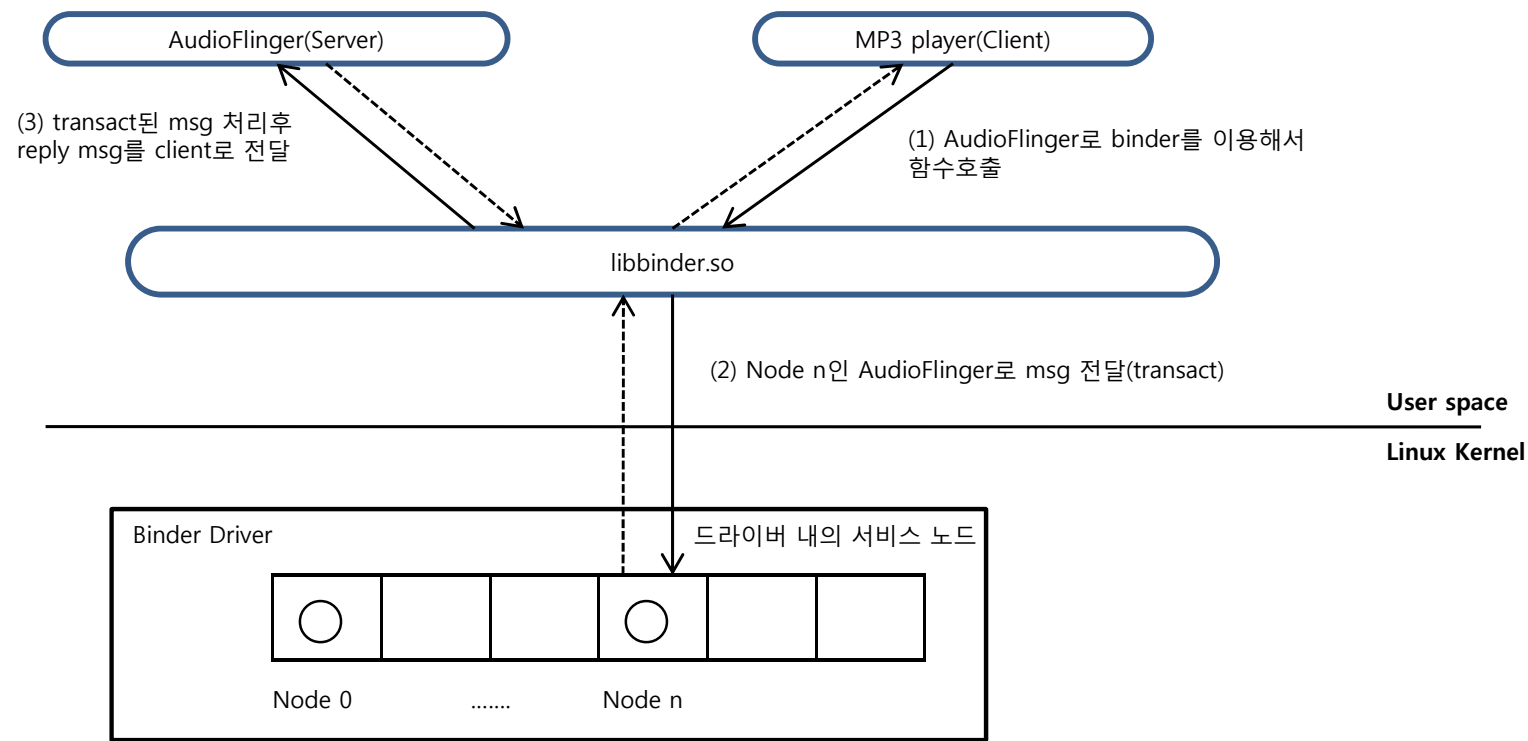 AudioFlinger(Server)
MP3 player(Client)
(3) transact된 msg 처리후
reply msg를 client로 전달
(1) AudioFlinger로 binder를 이용해서
함수호출
libbinder.so
(2) Node n인 AudioFlinger로 msg 전달(transact)
User space
Linux Kernel
Binder Driver
드라이버 내의 서비스 노드
Node 0
.......
Node n